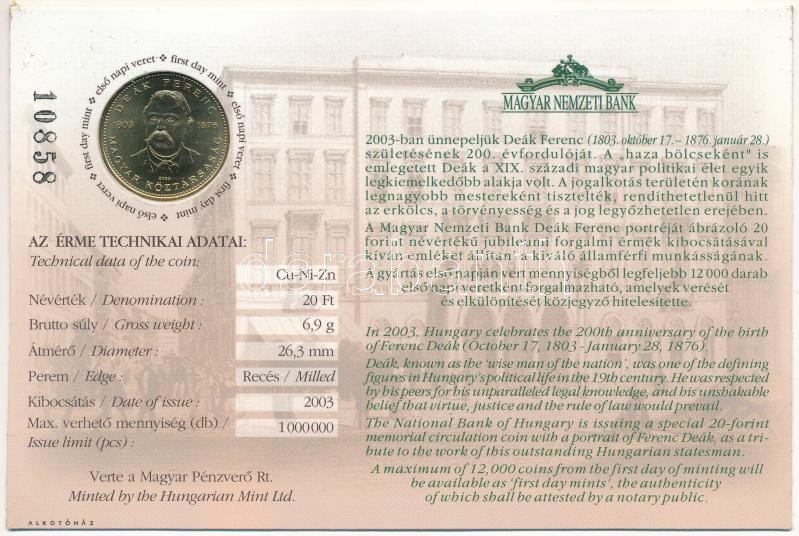 10858
első napi veret ✦ first day mint ✦ első napi veret ✦ first day mint ✦ első napi veret ✦ first day mint ✦
DEÁK FERENC
1803 1876
2003
MAGYAR KÖZTÁRSASÁG
AZ ÉRME TECHNIKAI ADATAI:
Technical data of the coin:
Cu-Ni-Zn
Névérték / Denomination : 20 Ft
Brutto súly / Gross weight : 6,9 g
Átmérő / Diameter : 26,3 mm
Perem / Edge : Recés / Milled
Kibocsátás / Date of issue : 2003
Max. verhető mennyiség (db) /
Issue limit (pcs) : 1000000
Verte a Magyar Pénzverő Rt.
Minted by the Hungarian Mint Ltd.
ALKOTÓHÁZ
MAGYAR NEMZETI BANK
2003-ban ünnepeljük Deák Ferenc (1803. október 17. – 1876. január 28.)
születésének 200. évfordulóját. A „haza bölcseként" is
emlegetett Deák a XIX. századi magyar politikai élet egyik
legkiemelkedőbb alakja volt. A jogalkotás területén korának
legnagyobb mestereként tisztelték, rendíthetetlenül hitt
az erkölcs, a törvényesség és a jog legyőzhetetlen erejében.
A Magyar Nemzeti Bank Deák Ferenc portréját ábrázoló 20
forint névértékű jubileumi forgalmi érmék kibocsátásával
kíván emléket állítani a kiváló államférfi munkásságának.
A gyártás első napján vert mennyiségből legfeljebb 12 000 darab
első napi veretként forgalmazható, amelyek verését
és elkülönítését közjegyző hitelesítette.
In 2003, Hungary celebrates the 200th anniversary of the birth
of Ferenc Deák (October 17, 1803 - January 28, 1876).
Deák, known as the 'wise man of the nation', was one of the defining
figures in Hungary's political life in the 19th century. He was respected
by his peers for his unparalleled legal knowledge, and his unshakable
belief that virtue, justice and the rule of law would prevail.
The National Bank of Hungary is issuing a special 20-forint
memorial circulation coin with a portrait of Ferenc Deák, as a tri-
bute to the work of this outstanding Hungarian statesman.
A maximum of 12,000 coins from the first day of minting will
be available as 'first day mints', the authenticity
of which shall be attested by a notary public.